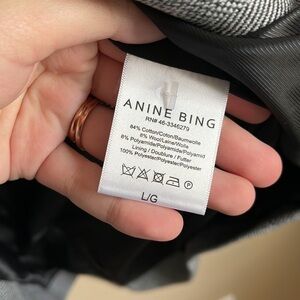 ANINE BING
RN# 46-3346279
84% Cotton/Coton/Baumwolle
8% Wool/Laine/Wolle
8% Polyamide/Polyamide/Polyamid
Lining / Doublure / Futter
100% Polyester/Polyester/Polyester
P
L/G